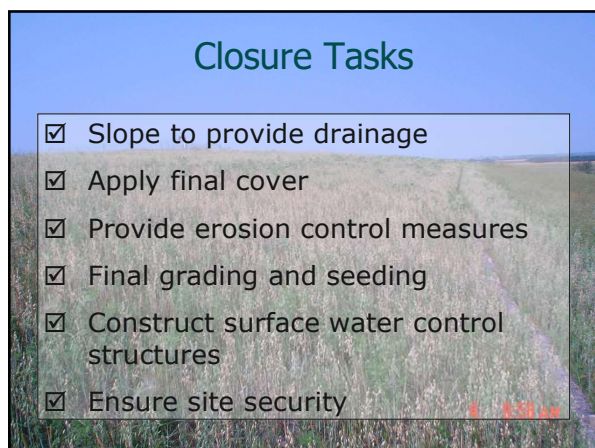 Closure Tasks
☑ Slope to provide drainage
☑ Apply final cover
☑ Provide erosion control measures
☑ Final grading and seeding
☑ Construct surface water control
structures
☑ Ensure site security